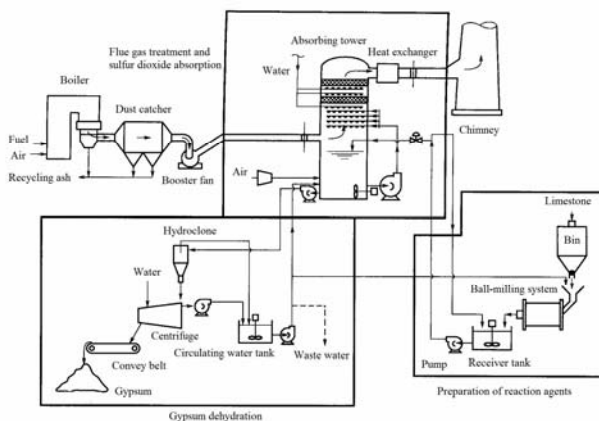 Flue gas treatment and
sulfur dioxide absorption
Absorbing tower
Heat exchanger
Water
Boiler
Dust catcher
Fuel
Air
Recycling ash
Booster fan
Chimney
Air
Limestone
Bin
Hydroclone
Water
Ball-milling system
Centrifuge
Circulating water tank
Convey belt
Waste water
Gypsum
Pump
Receiver tank
Gypsum dehydration
Preparation of reaction agents